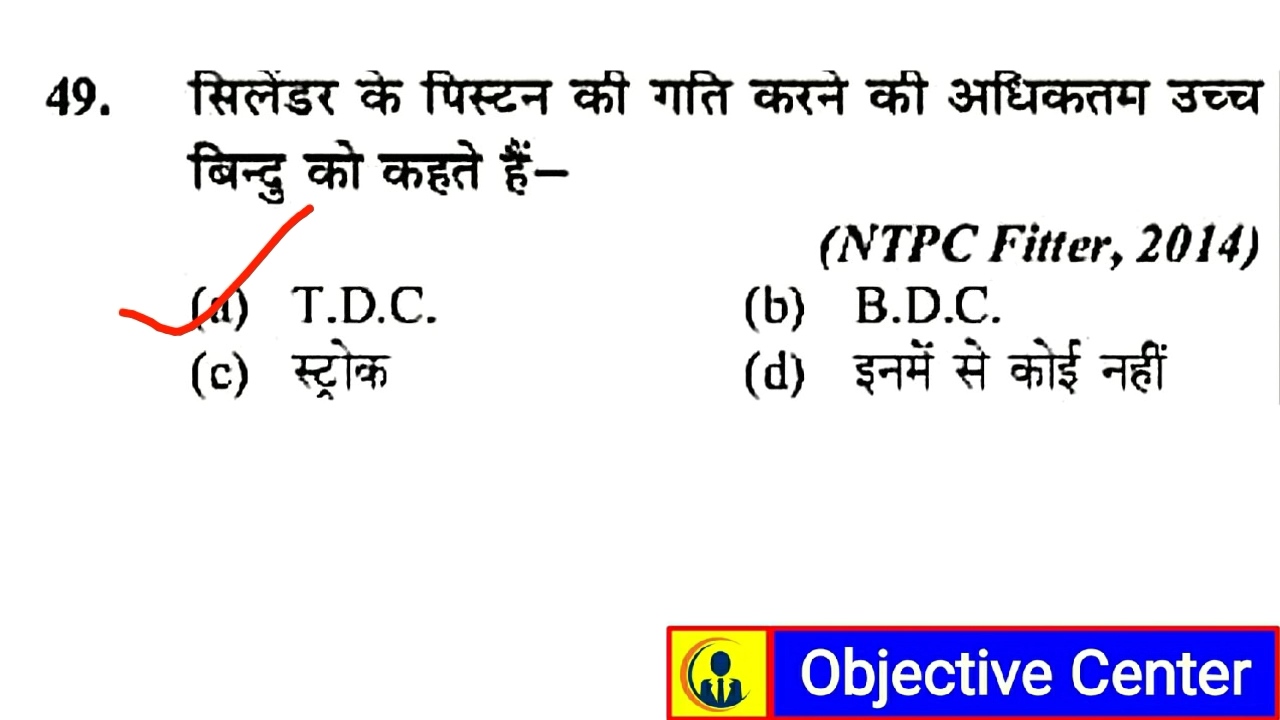 49. सिलेंडर के पिस्टन की गति करने की अधिकतम उच्च
बिन्दु को कहते हैं–
(NTPC Fitter, 2014)
(a) T.D.C. (b) B.D.C.
(c) स्ट्रोक (d) इनमें से कोई नहीं
Objective Center